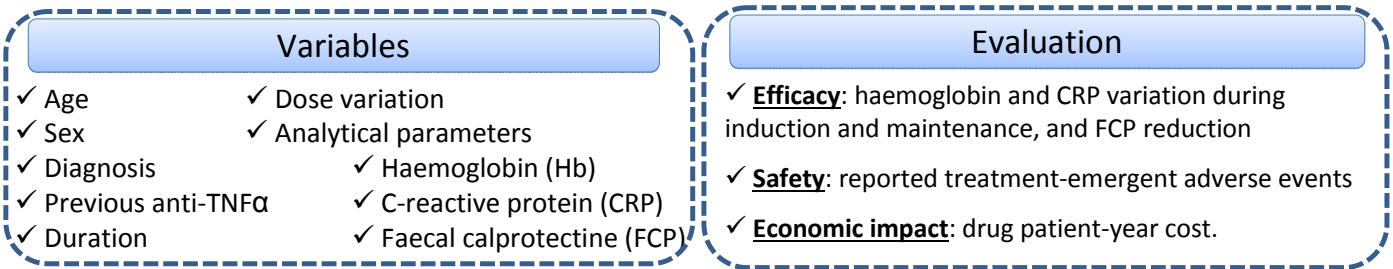 Variables
✓ Age
✓ Sex
✓ Diagnosis
✓ Previous anti-TNFα
✓ Duration
✓ Dose variation
✓ Analytical parameters
✓ Haemoglobin (Hb)
✓ C-reactive protein (CRP)
✓ Faecal calprotectine (FCP)
Evaluation
✓ Efficacy: haemoglobin and CRP variation during
induction and maintenance, and FCP reduction
✓ Safety: reported treatment-emergent adverse events
✓ Economic impact: drug patient-year cost.